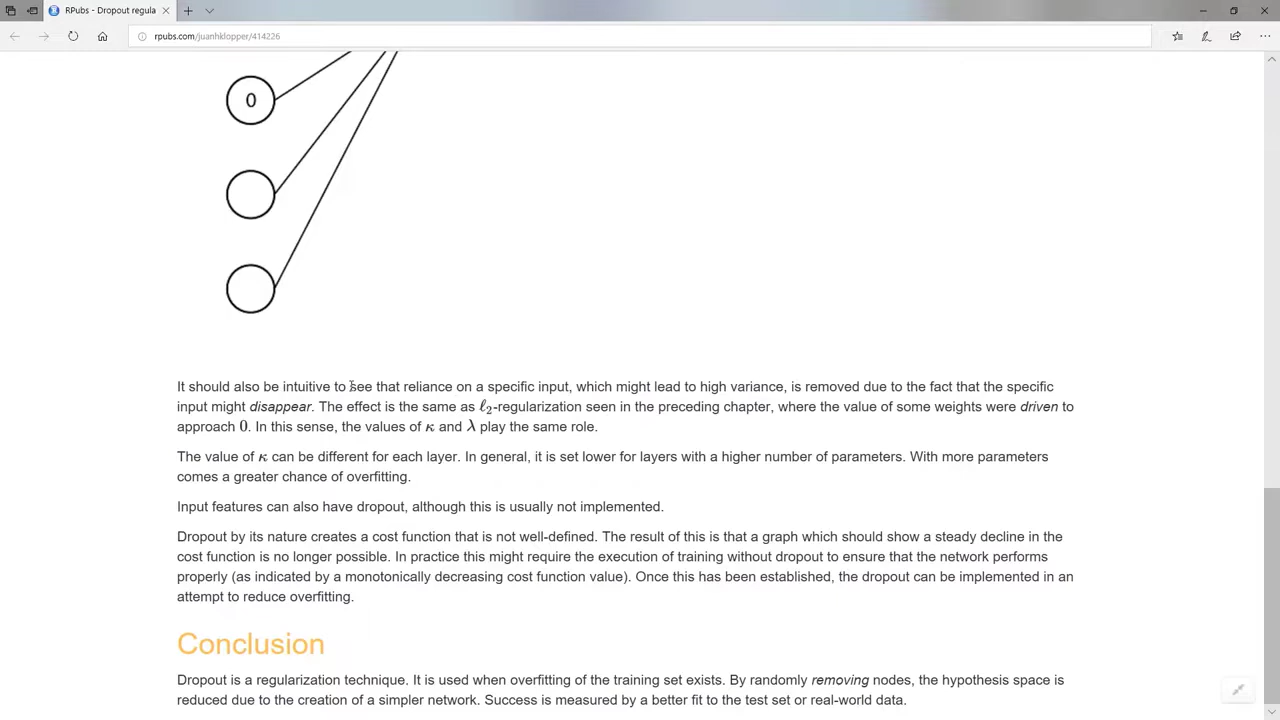 RPubs - Dropout regula
rpubs.com/juanhklopper/414226
0
It should also be intuitive to see that reliance on a specific input, which might lead to high variance, is removed due to the fact that the specific
input might disappear. The effect is the same as ℓ2-regularization seen in the preceding chapter, where the value of some weights were driven to
approach 0. In this sense, the values of κ and λ play the same role.
The value of κ can be different for each layer. In general, it is set lower for layers with a higher number of parameters. With more parameters
comes a greater chance of overfitting.
Input features can also have dropout, although this is usually not implemented.
Dropout by its nature creates a cost function that is not well-defined. The result of this is that a graph which should show a steady decline in the
cost function is no longer possible. In practice this might require the execution of training without dropout to ensure that the network performs
properly (as indicated by a monotonically decreasing cost function value). Once this has been established, the dropout can be implemented in an
attempt to reduce overfitting.
Conclusion
Dropout is a regularization technique. It is used when overfitting of the training set exists. By randomly removing nodes, the hypothesis space is
reduced due to the creation of a simpler network. Success is measured by a better fit to the test set or real-world data.